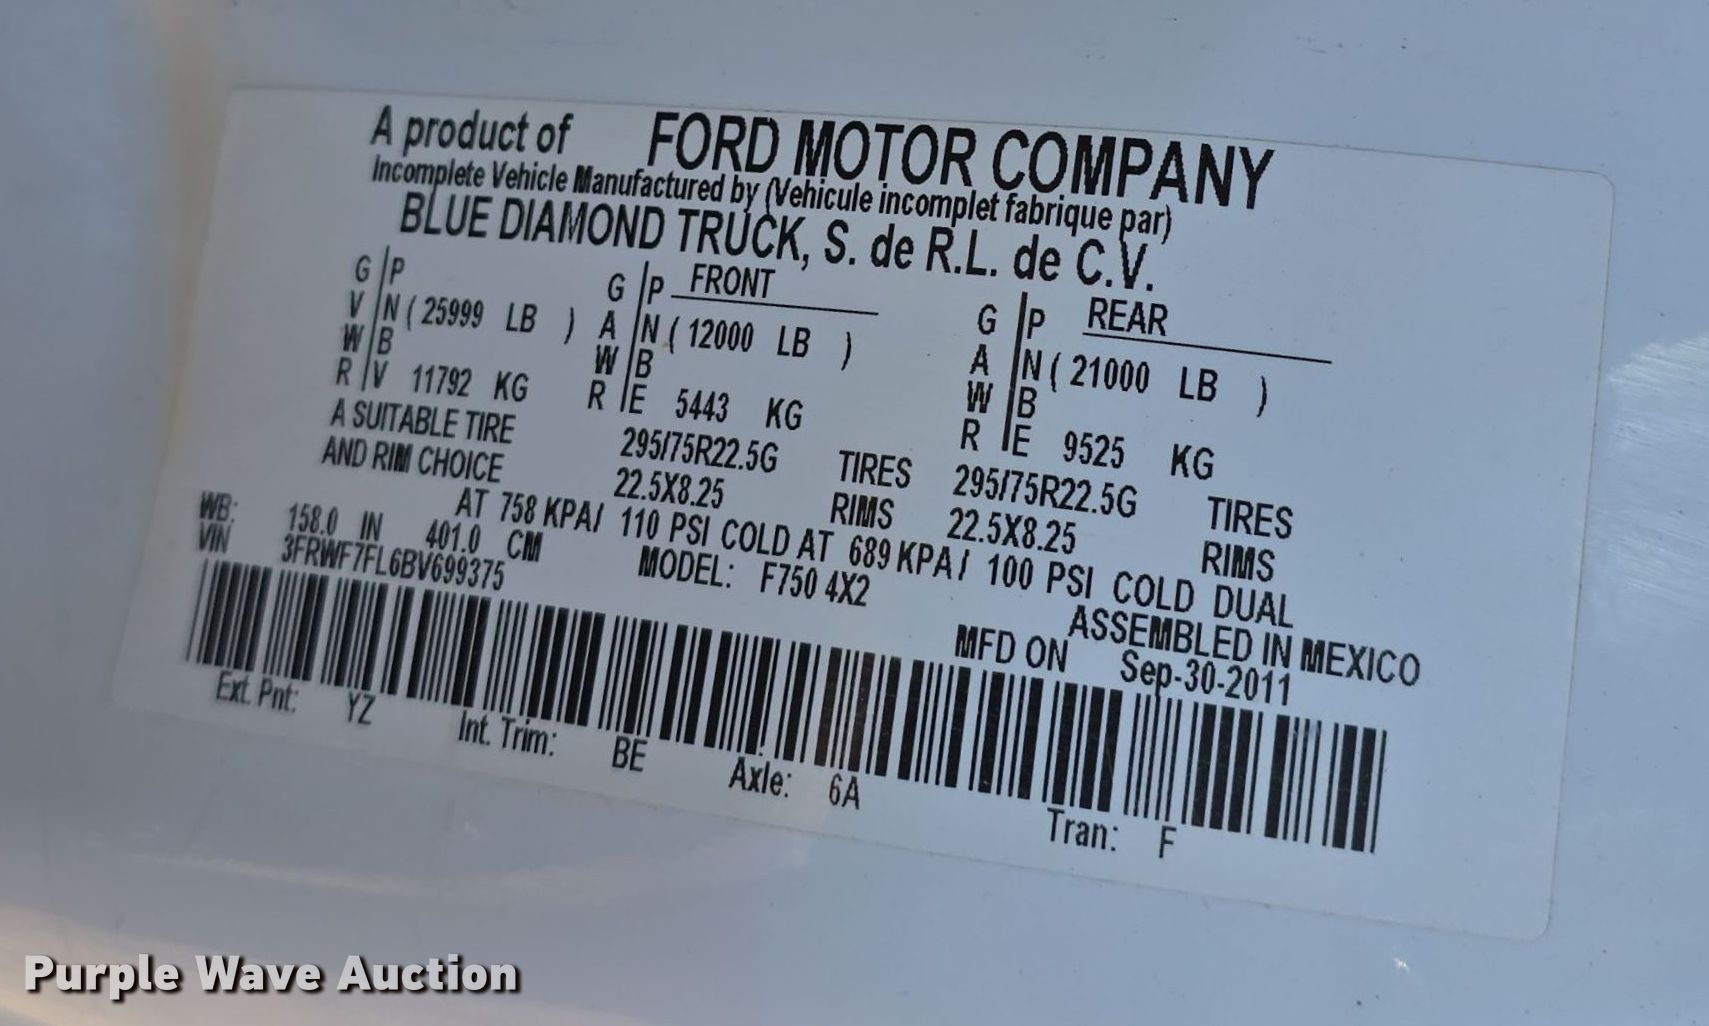 A product of FORD MOTOR COMPANY
Incomplete Vehicle Manufactured by (Vehicule incomplet fabrique par)
BLUE DIAMOND TRUCK, S. de R.L. de C.V.
G P G P FRONT G P REAR
V N ( 25999 LB ) A N ( 12000 LB ) A N ( 21000 LB )
W B W B W B
R V 11792 KG R E 5443 KG R E 9525 KG
A SUITABLE TIRE 295/75R22.5G TIRES 295/75R22.5G TIRES
AND RIM CHOICE 22.5X8.25 RIMS 22.5X8.25 RIMS
AT 758 KPA/ 110 PSI COLD AT 689 KPA/ 100 PSI COLD DUAL
WB: 158.0 IN 401.0 CM
VIN 3FRWF7FL6BV699375 MODEL: F750 4X2 ASSEMBLED IN MEXICO
MFD ON Sep-30-2011
Ext. Pnt: YZ Int. Trim: BE Axle: 6A Tran: F
Purple Wave Auction